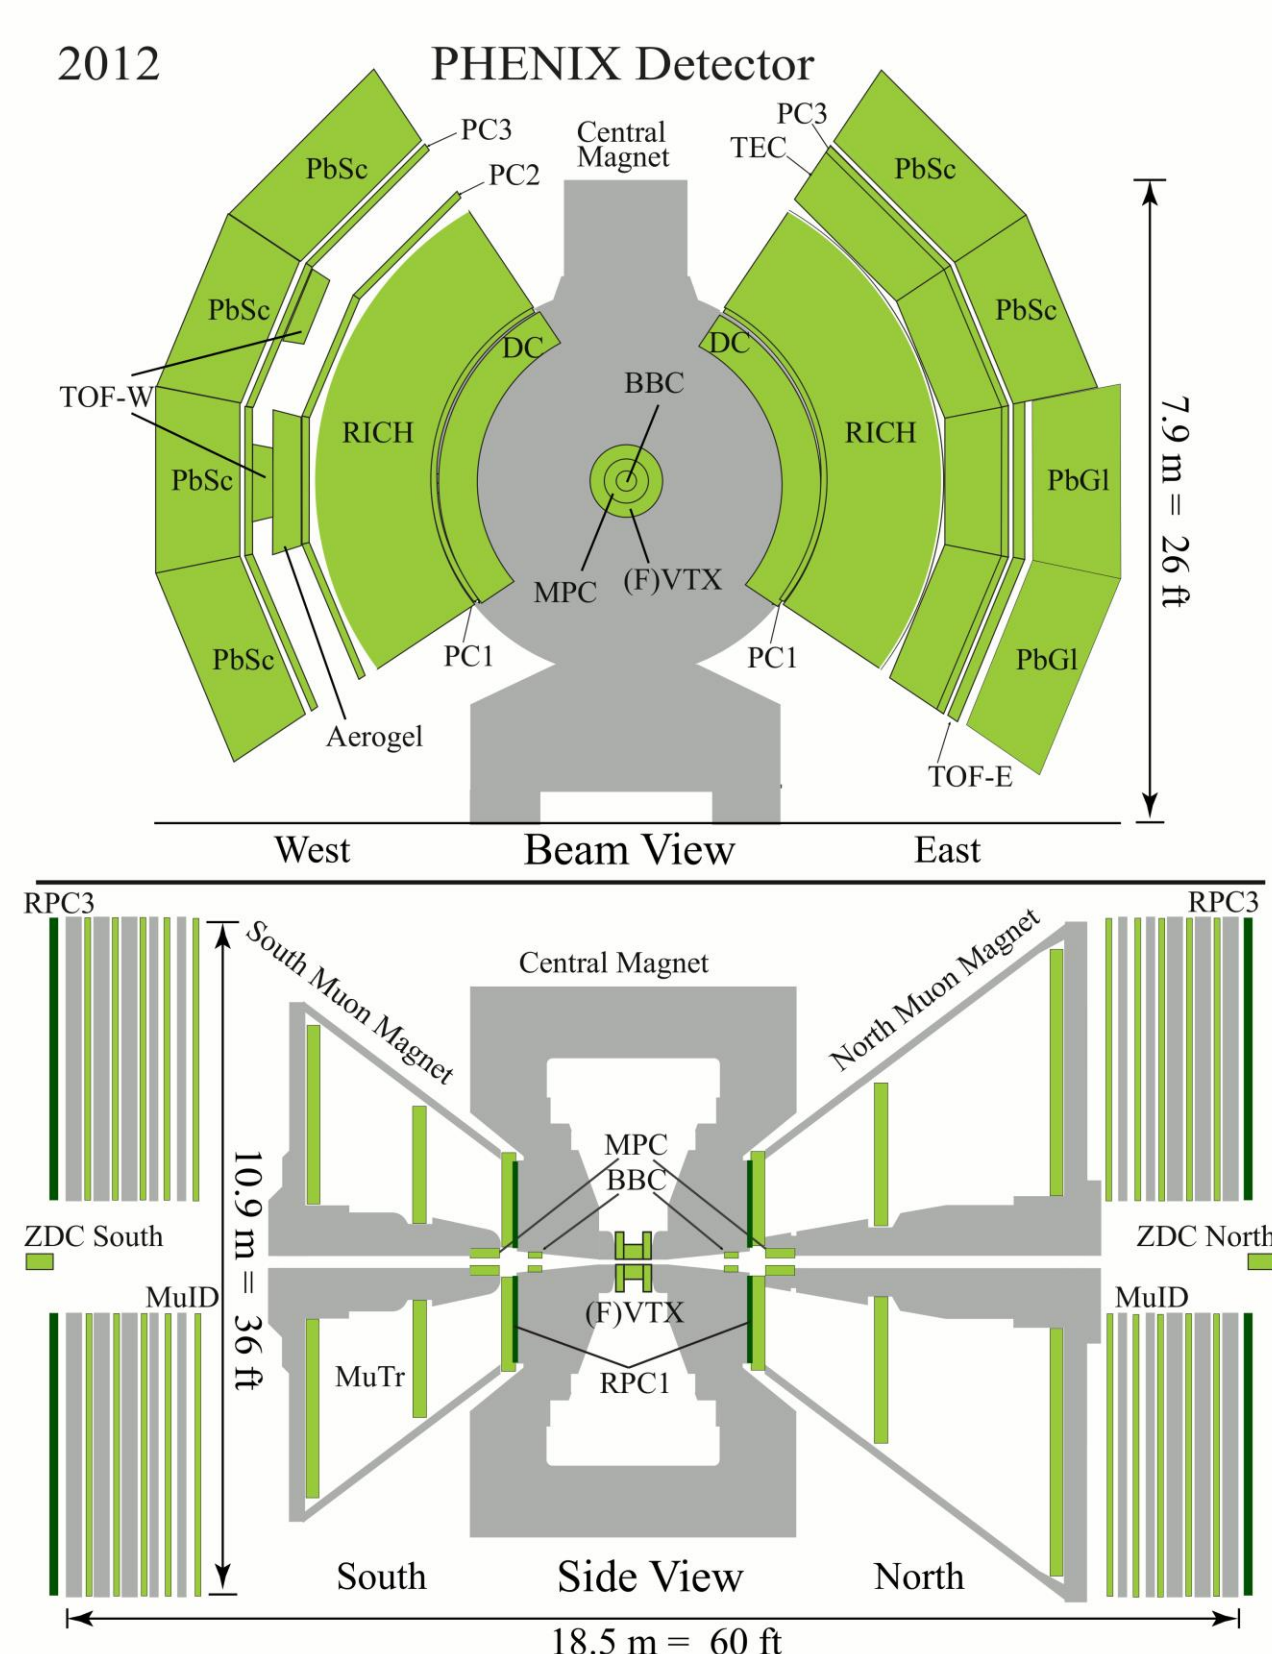 2012
PHENIX Detector
PC3
PC2
Central
Magnet
PC3
TEC
PbSc
PbSc
PbSc
PbSc
TOF-W
DC
DC
BBC
RICH
RICH
PbSc
PbGl
MPC
(F)VTX
PbSc
PC1
PC1
PbGl
Aerogel
TOF-E
7.9 m = 26 ft
West
Beam View
East
RPC3
RPC3
South Muon Magnet
Central Magnet
North Muon Magnet
MPC
BBC
ZDC South
ZDC North
10.9 m = 36 ft
MuID
MuID
(F)VTX
MuTr
RPC1
South
Side View
North
18.5 m = 60 ft